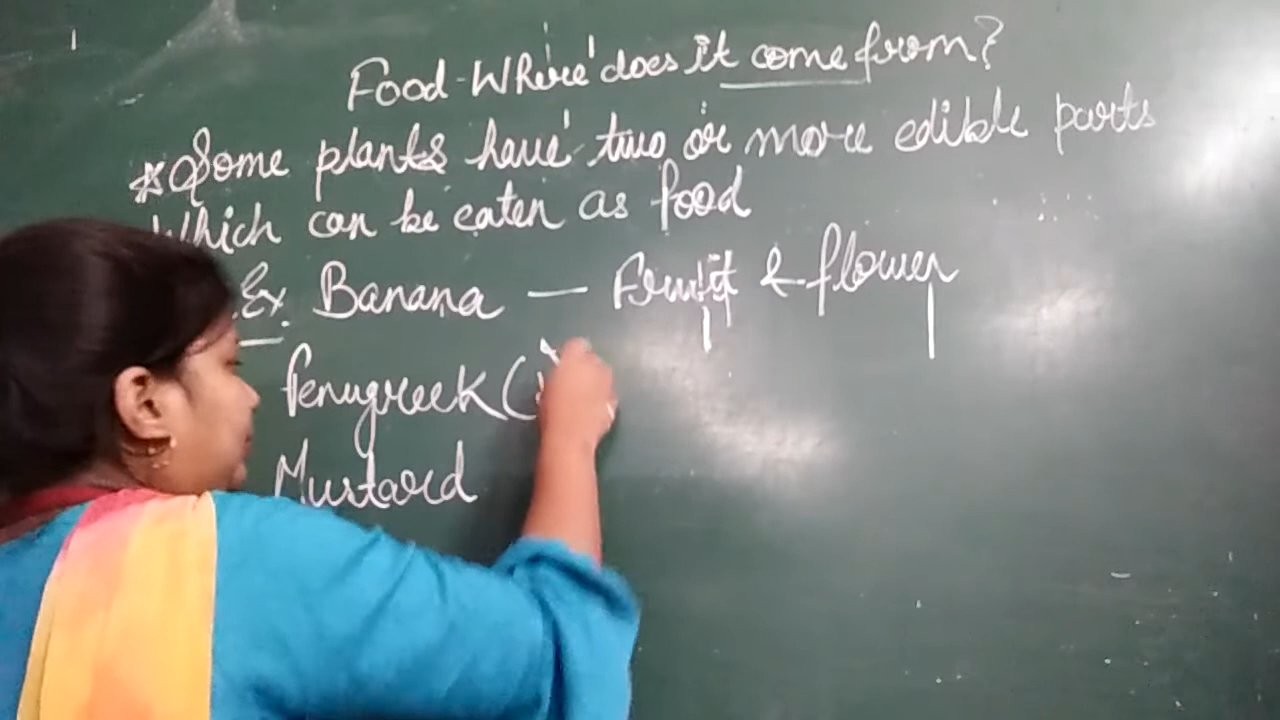 Food - Where does it come from?
* Some plants have two or more edible parts
Which can be eaten as food
Ex. Banana — Fruit & flower
Fenugreek (
Mustard